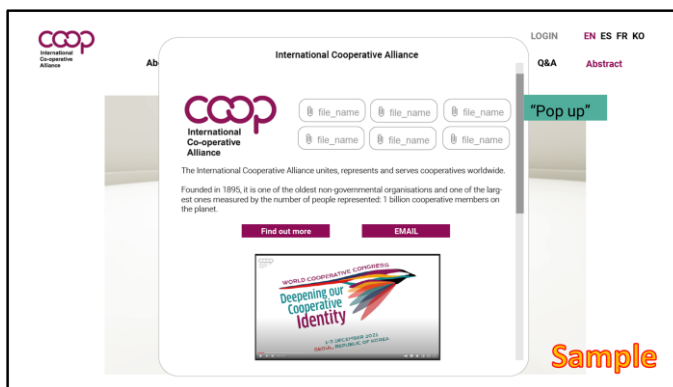 coop
International
Co-operative
Alliance
LOGIN EN ES FR KO
Ab
Q&A Abstract
International Cooperative Alliance
coop
International
Co-operative
Alliance
file_name file_name file_name
file_name file_name file_name
"Pop up"
The International Cooperative Alliance unites, represents and serves cooperatives worldwide.
Founded in 1895, it is one of the oldest non-governmental organisations and one of the larg-
est ones measured by the number of people represented: 1 billion cooperative members on
the planet.
Find out more EMAIL
WORLD COOPERATIVE CONGRESS
Deepening our
Cooperative
Identity
1-3 DECEMBER 2021
SEOUL, REPUBLIC OF KOREA
Sample